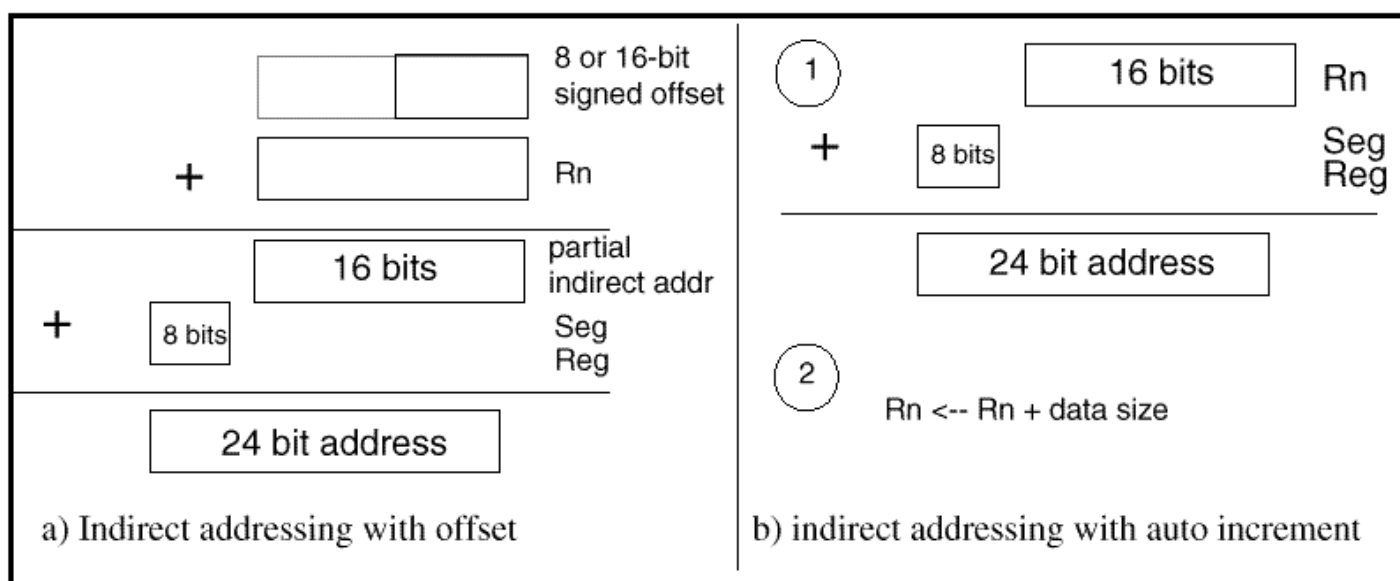 8 or 16-bit
signed offset
+
Rn
16 bits
partial
indirect addr
+
8 bits
Seg
Reg
24 bit address
a) Indirect addressing with offset
1
16 bits
Rn
+
8 bits
Seg
Reg
24 bit address
2
Rn <-- Rn + data size
b) indirect addressing with auto increment